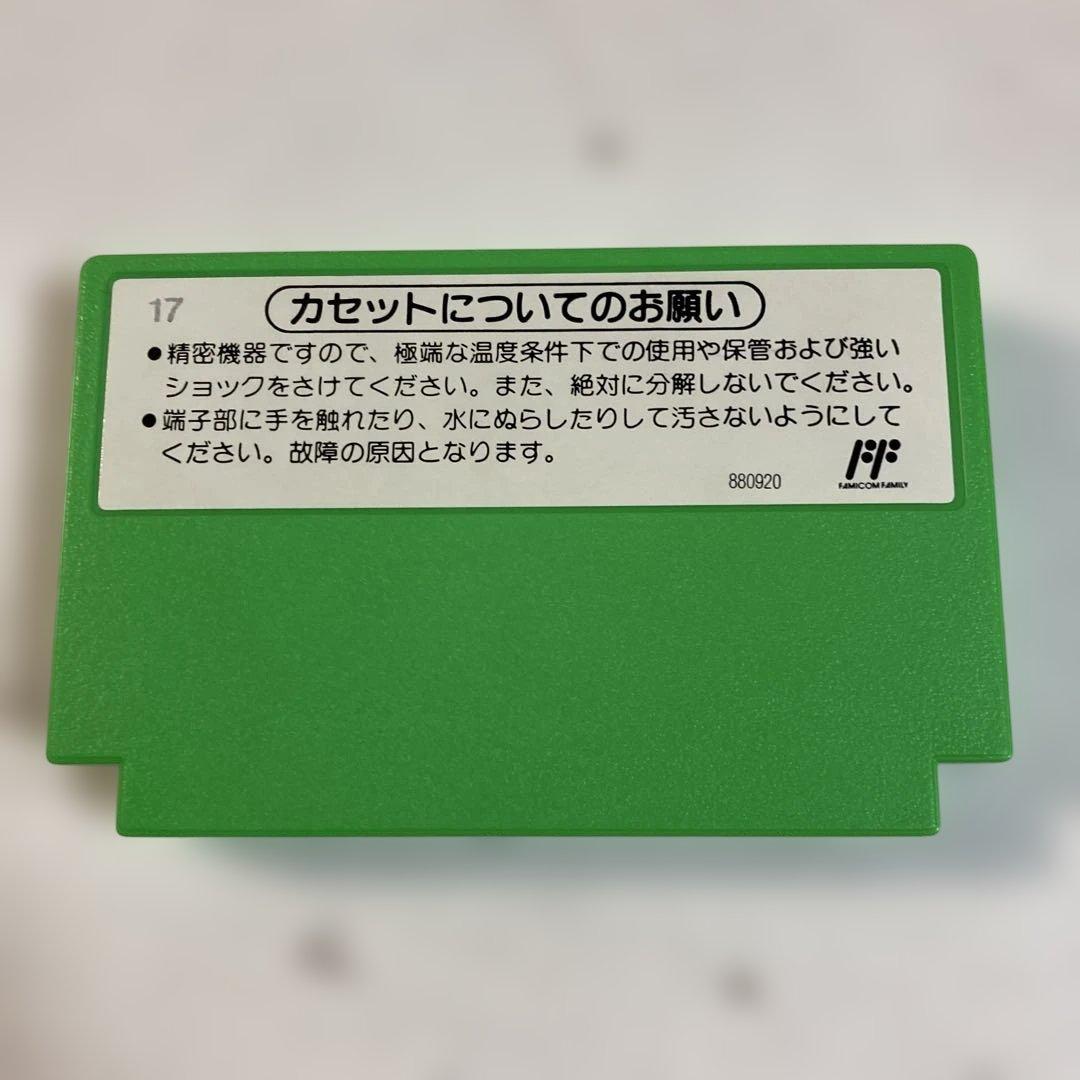 17
カセットについてのお願い
●精密機器ですので、極端な温度条件下での使用や保管および強い
ショックをさけてください。また、絶対に分解しないでください。
●端子部に手を触れたり、水にぬらしたりして汚さないようにして
ください。故障の原因となります。
880920
FAMICOM FAMILY